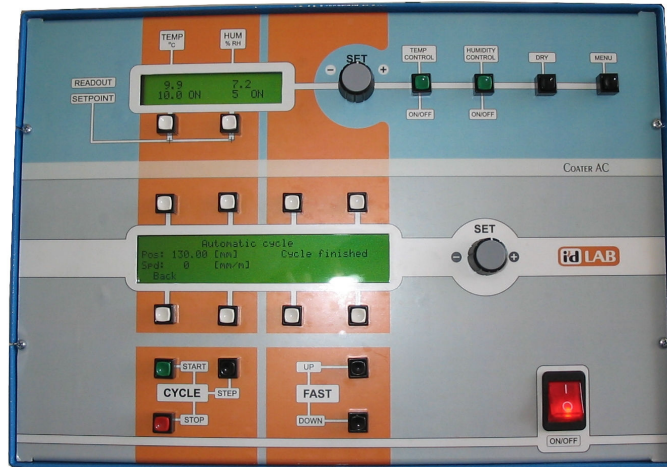 TEMP
°C
HUM
% RH
READOUT
SETPOINT
9.9 7.2
10.0 ON 5 ON
SET
- +
TEMP
CONTROL
HUMIDITY
CONTROL
DRY
MENU
ON/OFF
ON/OFF
COATER AC
Automatic cycle
Pos: 130.00 [mm] Cycle finished
Spd: 0 [mm/m]
Back
SET
- +
id LAB
START
CYCLE
STEP
STOP
UP
FAST
DOWN
I
O
ON/OFF